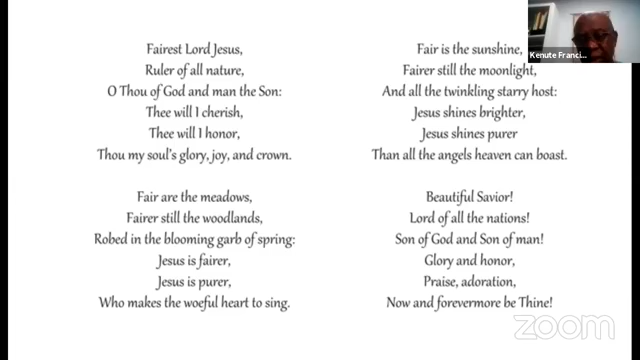 Fairest Lord Jesus,
Ruler of all nature,
O Thou of God and man the Son:
Thee will I cherish,
Thee will I honor,
Thou my soul's glory, joy, and crown.
Fair are the meadows,
Fairer still the woodlands,
Robed in the blooming garb of spring:
Jesus is fairer,
Jesus is purer,
Who makes the woeful heart to sing.
Fair is the sunshine,
Fairer still the moonlight,
And all the twinkling starry host:
Jesus shines brighter,
Jesus shines purer
Than all the angels heaven can boast.
Beautiful Savior!
Lord of all the nations!
Son of God and Son of man!
Glory and honor,
Praise, adoration,
Now and forevermore be Thine!
Kenute Franci...
zoom